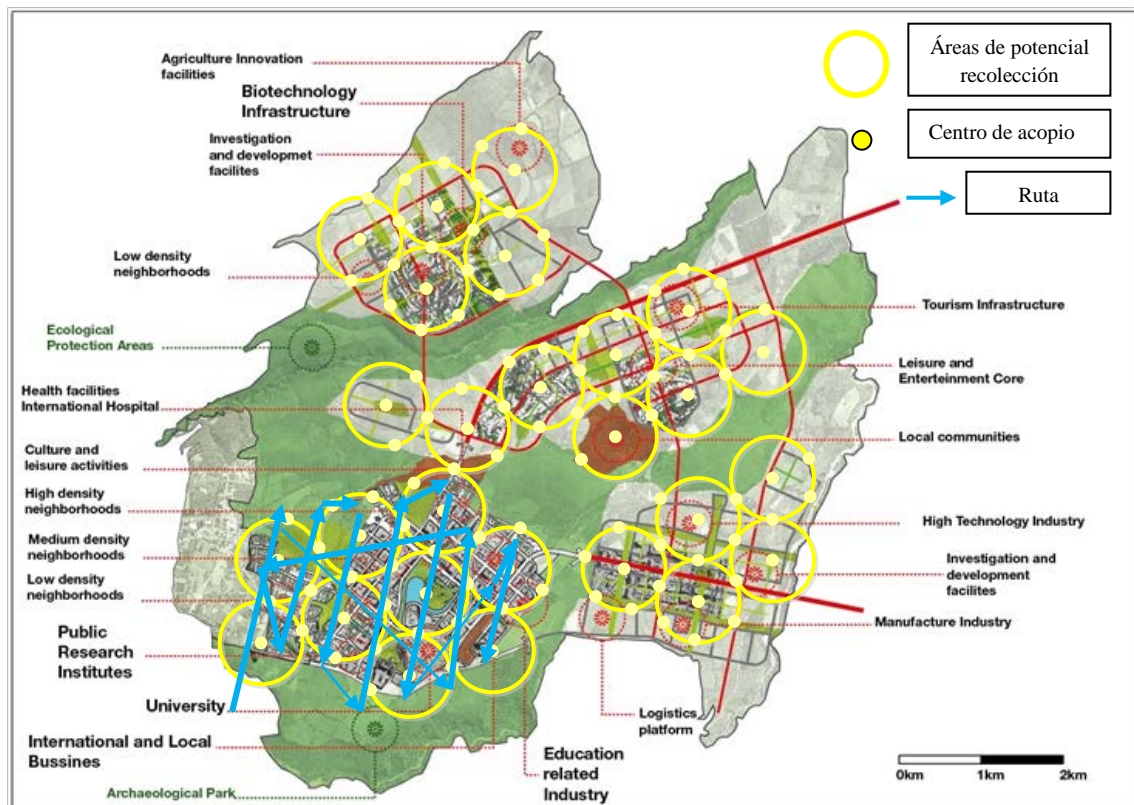 Agriculture Innovation
facilities
Biotechnology
Infrastructure
Investigation
and developmet
facilites
Low density
neighborhoods
Ecological
Protection Areas
Health facilities
International Hospital
Culture and
leisure activities
High density
neighborhoods
Medium density
neighborhoods
Low density
neighborhoods
Public
Research
Institutes
University
International and Local
Bussines
Archaeological Park
Áreas de potencial
recolección
Centro de acopio
Ruta
Tourism Infrastructure
Leisure and
Enterteinment Core
Local communities
High Technology Industry
Investigation and
development
facilites
Manufacture Industry
Logistics
platform
Education
related
Industry
0km 1km 2km